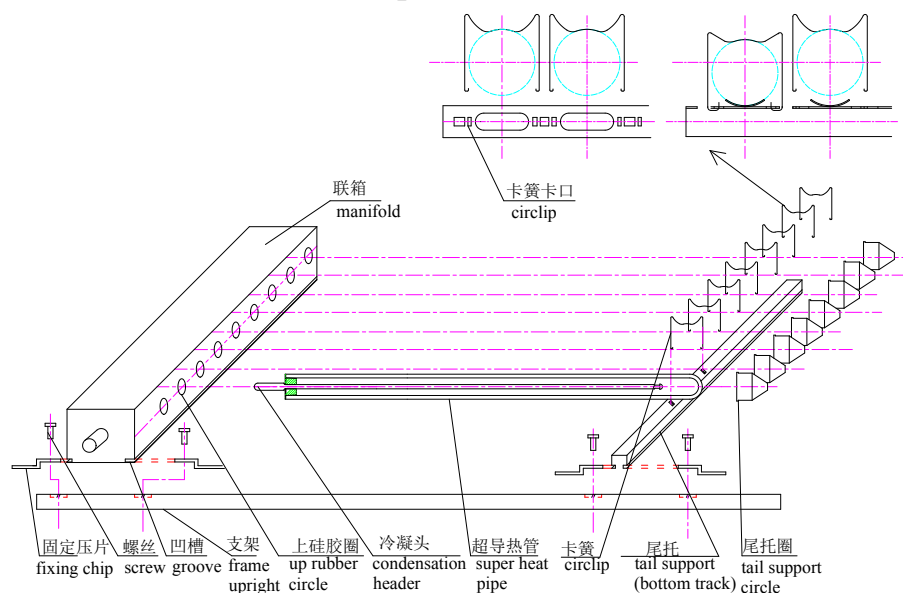 卡簧卡口
circlip
联箱
manifold
固定压片
fixing chip
螺丝
screw
凹槽
groove
支架
frame
upright
上硅胶圈
up rubber
circle
冷凝头
condensation
header
超导热管
super heat
pipe
卡簧
circlip
尾托
tail support
(bottom track)
尾托圈
tail support
circle